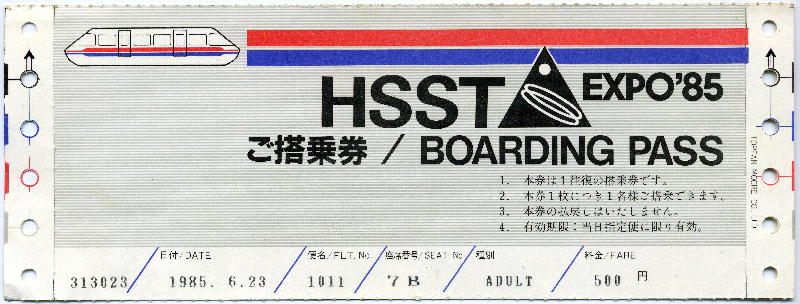 HSST EXPO'85
ご搭乗券 / BOARDING PASS
1. 本券は1往復の搭乗券です。
2. 本券1枚につき1名様ご搭乗できます。
3. 本券の払戻しはいたしません。
4. 有効期限：当日指定便に限り有効。
TOPPAN MOORE CO., LTD.
日付/DATE 便名/FLT. No. 座席番号/SEAT No. 種別 料金/FARE
313023 1985. 6.23 1011 7B ADULT 500 円